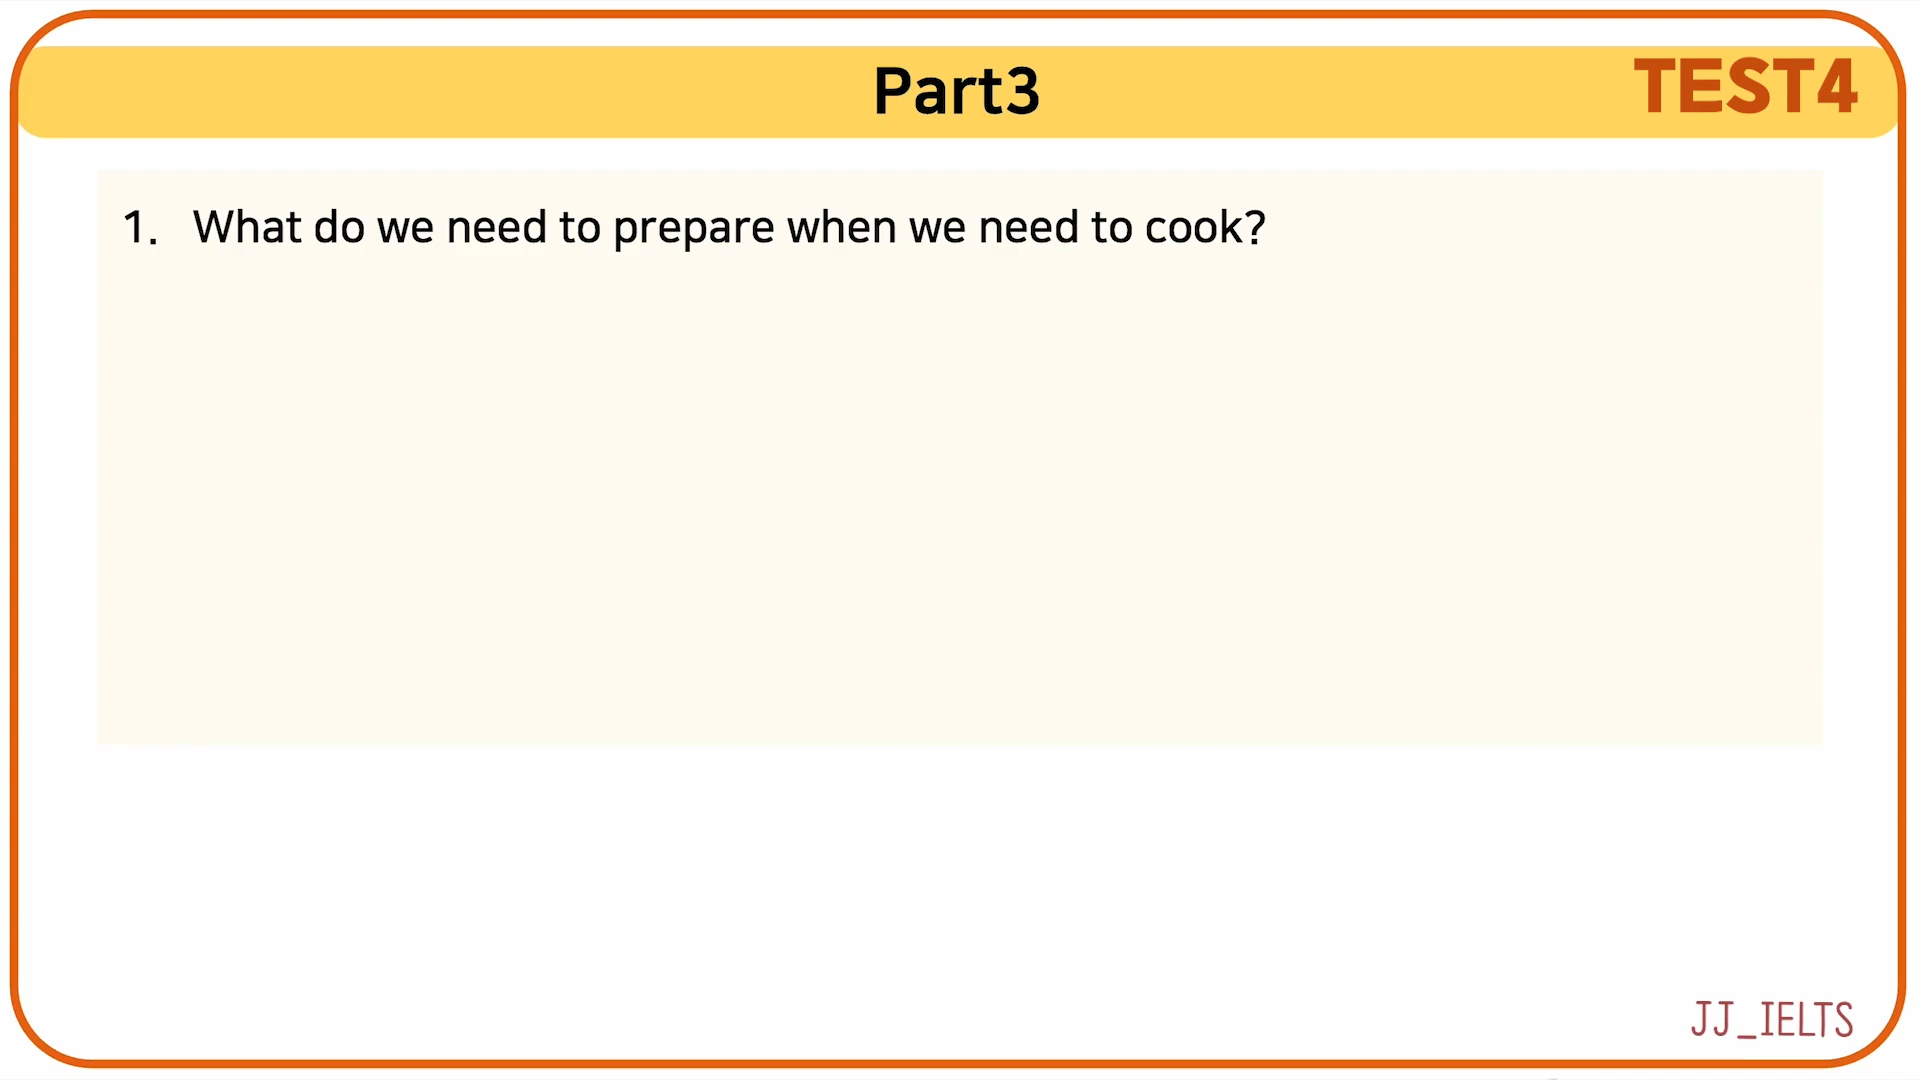 Part3
TEST4
1. What do we need to prepare when we need to cook?
JJ_IELTS